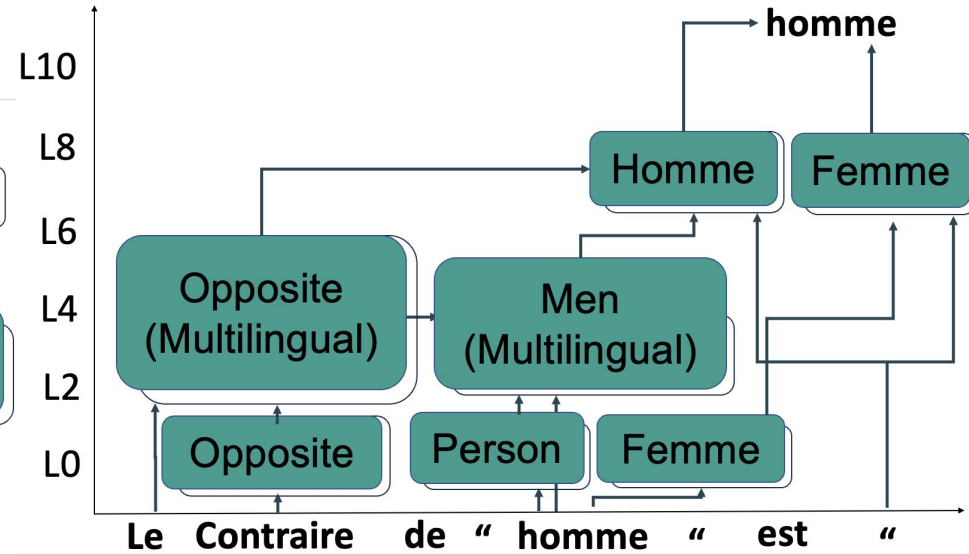 homme
L10
L8
Homme
Femme
L6
Opposite
(Multilingual)
Men
(Multilingual)
L4
L2
Opposite
Person
Femme
L0
Le Contraire de “ homme “ est “